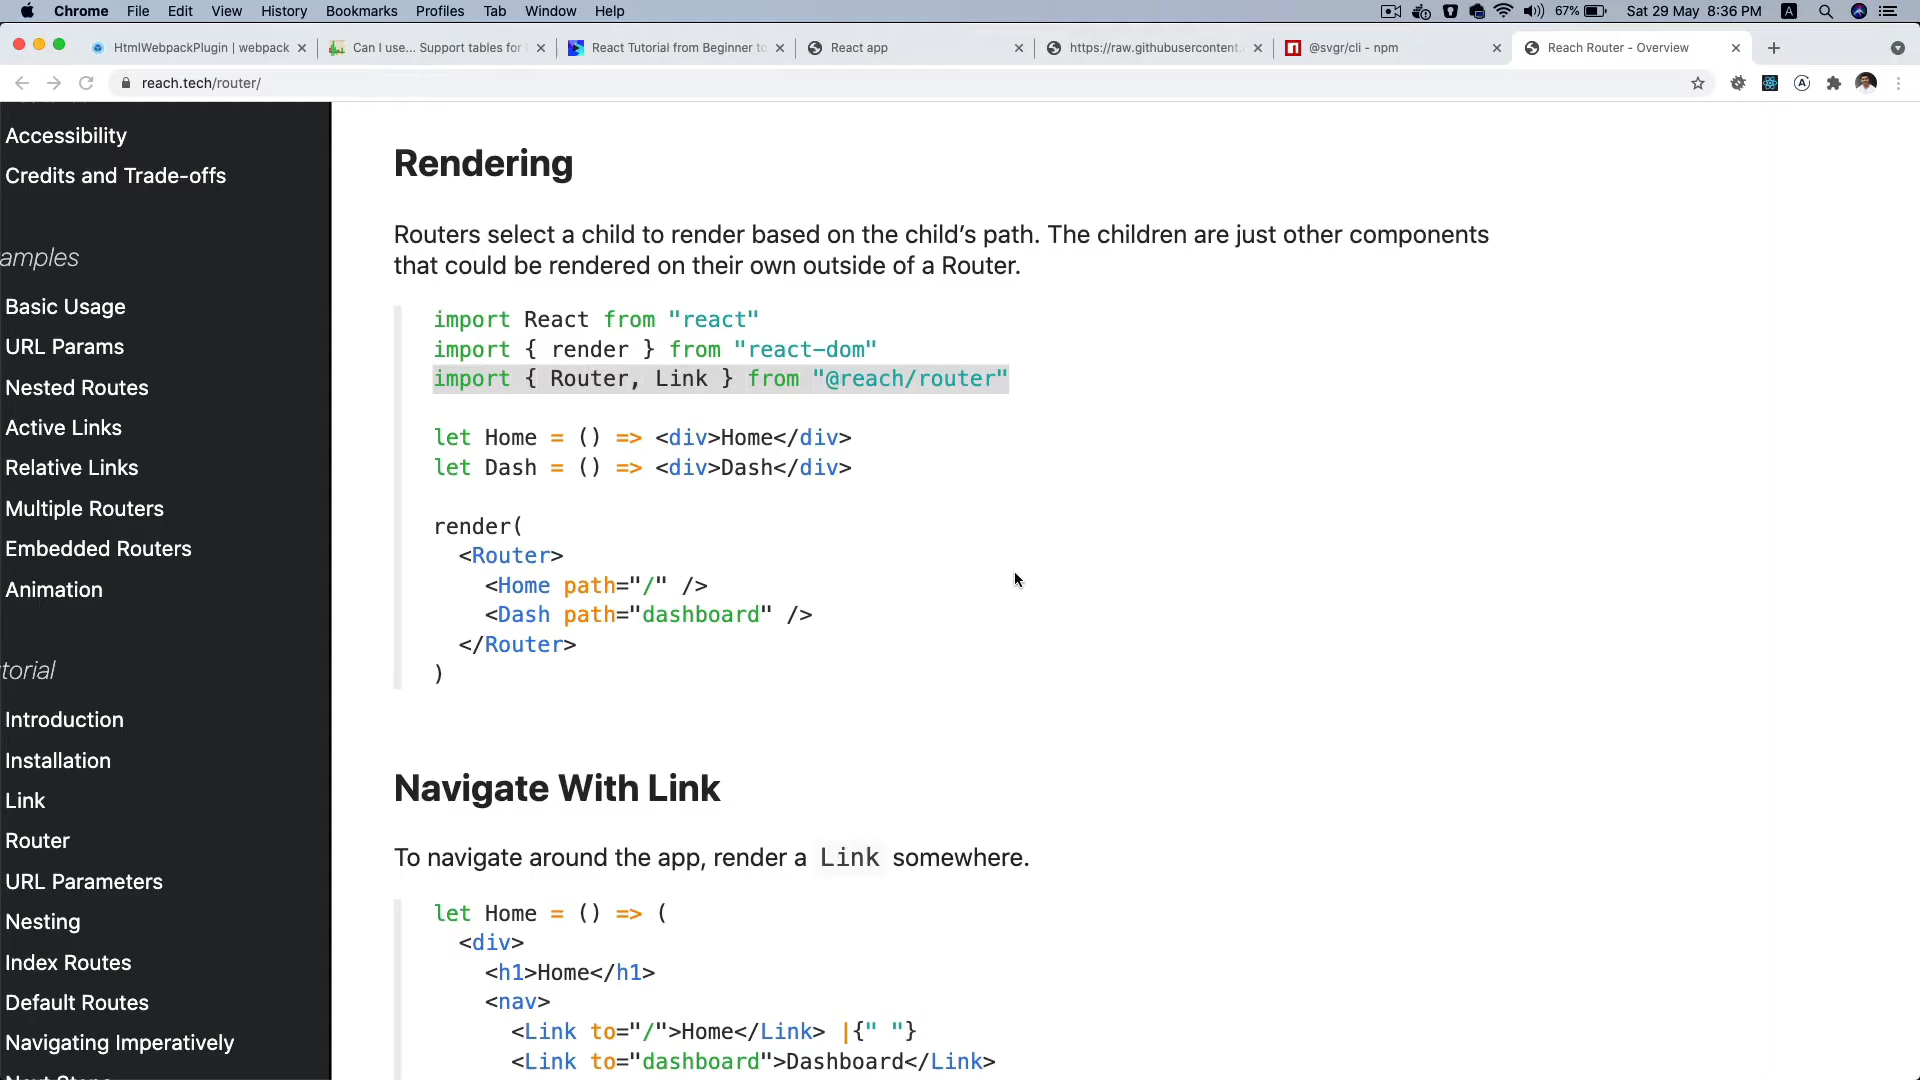 Chrome File Edit View History Bookmarks Profiles Tab Window Help 67% Sat 29 May 8:36 PM A
HtmlWebpackPlugin | webpack Can I use... Support tables for React Tutorial from Beginner to React app https://raw.githubusercontent. @svgr/cli - npm Reach Router - Overview
reach.tech/router/
Accessibility
Credits and Trade-offs
amples
Basic Usage
URL Params
Nested Routes
Active Links
Relative Links
Multiple Routers
Embedded Routers
Animation
torial
Introduction
Installation
Link
Router
URL Parameters
Nesting
Index Routes
Default Routes
Navigating Imperatively
Rendering
Routers select a child to render based on the child’s path. The children are just other components
that could be rendered on their own outside of a Router.
import React from "react"
import { render } from "react-dom"
import { Router, Link } from "@reach/router"
let Home = () => <div>Home</div>
let Dash = () => <div>Dash</div>
render(
<Router>
<Home path="/" />
<Dash path="dashboard" />
</Router>
)
Navigate With Link
To navigate around the app, render a Link somewhere.
let Home = () => (
<div>
<h1>Home</h1>
<nav>
<Link to="/">Home</Link> |{" "}
<Link to="dashboard">Dashboard</Link>